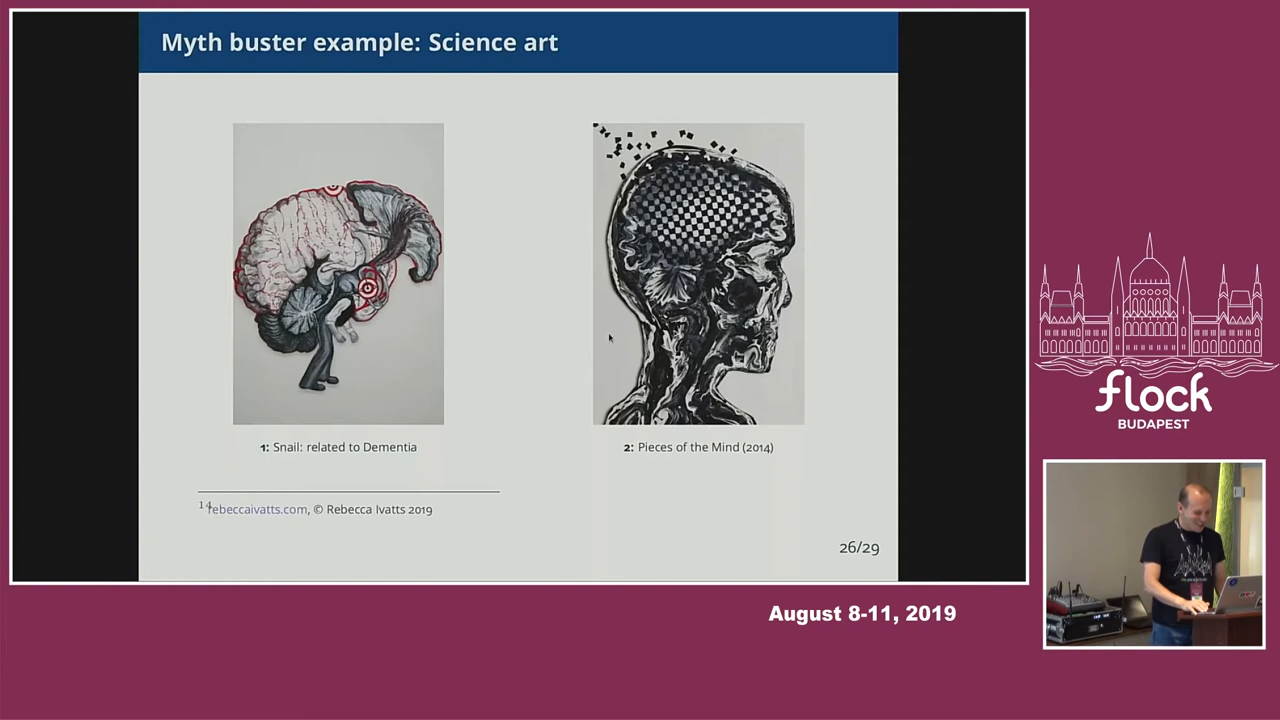 Myth buster example: Science art
1: Snail: related to Dementia
2: Pieces of the Mind (2014)
14 rebeccaivatts.com, © Rebecca Ivatts 2019
26/29
flock
BUDAPEST
August 8-11, 2019